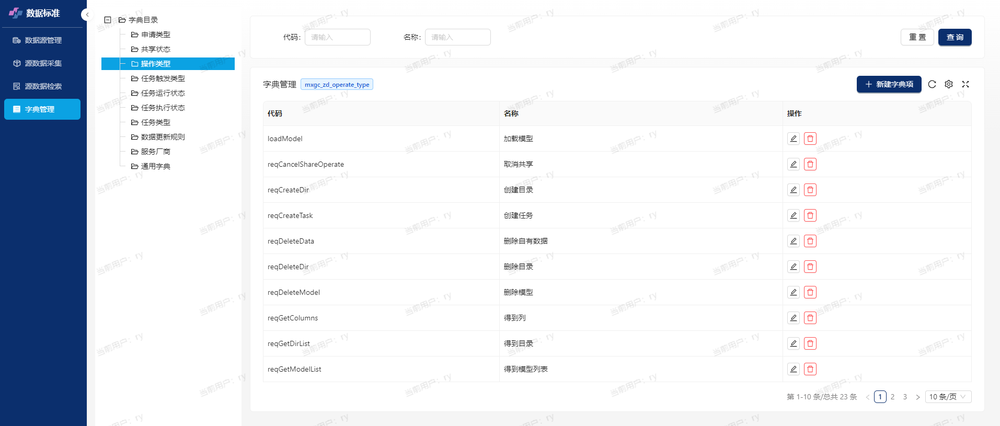 数据标准
数据源管理
源数据采集
源数据检索
字典管理
字典目录
申请类型
共享状态
操作类型
任务触发类型
任务运行状态
任务执行状态
任务类型
数据更新规则
服务厂商
通用字典
代码: 请输入 名称: 请输入 重 置 查 询
字典管理 mxgc_zd_operate_type 新建字典项
代码 名称 操作
loadModel 加载模型
reqCancelShareOperate 取消共享
reqCreateDir 创建目录
reqCreateTask 创建任务
reqDeleteData 删除自有数据
reqDeleteDir 删除目录
reqDeleteModel 删除模型
reqGetColumns 得到列
reqGetDirList 得到目录
reqGetModelList 得到模型列表
第 1-10 条/总共 23 条 1 2 3 10 条/页
当前用户：ry